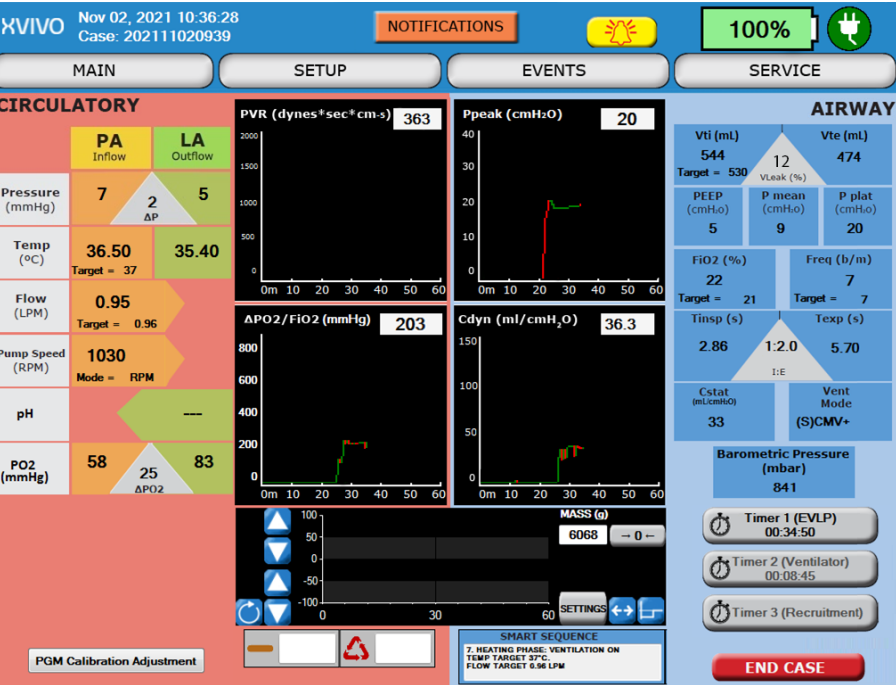 XVIVO
Nov 02, 2021 10:36:28
Case: 202111020939
NOTIFICATIONS
100%
MAIN
SETUP
EVENTS
SERVICE
CIRCULATORY
PA
Inflow
LA
Outflow
Pressure
(mmHg)
7
2
ΔP
5
Temp
(ºC)
36.50
Target = 37
35.40
Flow
(LPM)
0.95
Target = 0.96
Pump Speed
(RPM)
1030
Mode = RPM
pH
---
PO2
(mmHg)
58
25
ΔPO2
83
PGM Calibration Adjustment
PVR (dynes*sec*cm-5) 363
2000
1500
1000
500
0
0m 10 20 30 40 50 60
Ppeak (cmH2O) 20
40
30
20
10
0
0m 10 20 30 40 50 60
ΔPO2/FiO2 (mmHg) 203
800
600
400
200
0
0m 10 20 30 40 50 60
Cdyn (ml/cmH2O) 36.3
150
100
50
0
0m 10 20 30 40 50 60
100
50
0
-50
-100
0 30 60
MASS (g)
6068
→0←
SETTINGS
SMART SEQUENCE
7. HEATING PHASE: VENTILATION ON
TEMP TARGET 37°C.
FLOW TARGET 0.96 LPM
AIRWAY
Vti (mL)
544
Target = 530
12
VLeak (%)
Vte (mL)
474
PEEP
(cmH2O)
5
P mean
(cmH2O)
9
P plat
(cmH2O)
20
FiO2 (%)
22
Target = 21
Freq (b/m)
7
Target = 7
Tinsp (s)
2.86
1:2.0
I:E
Texp (s)
5.70
Cstat
(mL/cmH2O)
33
Vent
Mode
(S)CMV+
Barometric Pressure
(mbar)
841
Timer 1 (EVLP)
00:34:50
Timer 2 (Ventilator)
00:08:45
Timer 3 (Recruitment)
END CASE